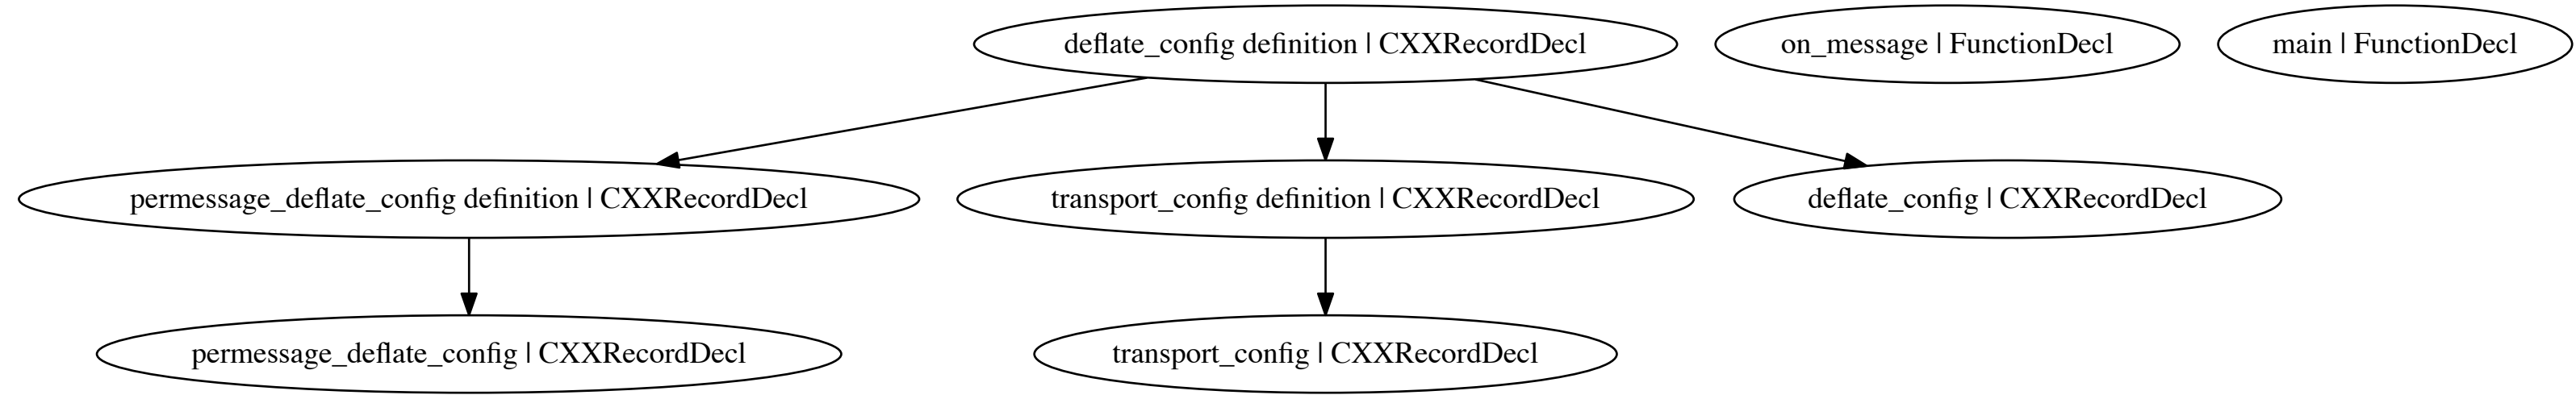 deflate_config definition | CXXRecordDecl
on_message | FunctionDecl
main | FunctionDecl
permessage_deflate_config definition | CXXRecordDecl
transport_config definition | CXXRecordDecl
deflate_config | CXXRecordDecl
permessage_deflate_config | CXXRecordDecl
transport_config | CXXRecordDecl